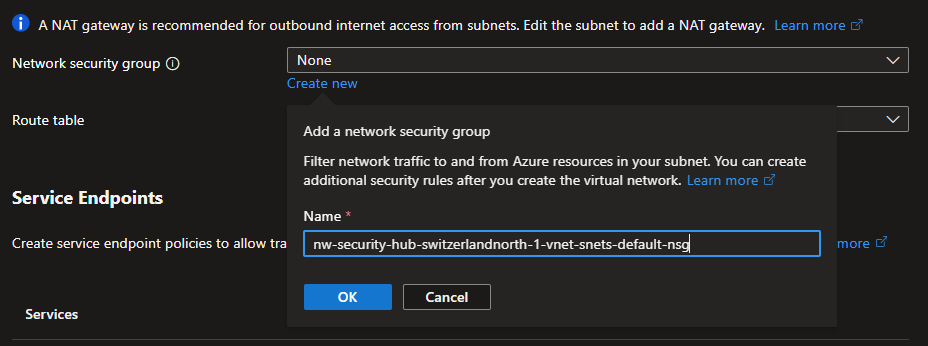 A NAT gateway is recommended for outbound internet access from subnets. Edit the subnet to add a NAT gateway. Learn more
Network security group
None
Create new
Route table
Add a network security group
Filter network traffic to and from Azure resources in your subnet. You can create
additional security rules after you create the virtual network. Learn more
Name *
nw-security-hub-switzerlandnorth-1-vnet-snets-default-nsg
OK
Cancel
Service Endpoints
Create service endpoint policies to allow
more
Services